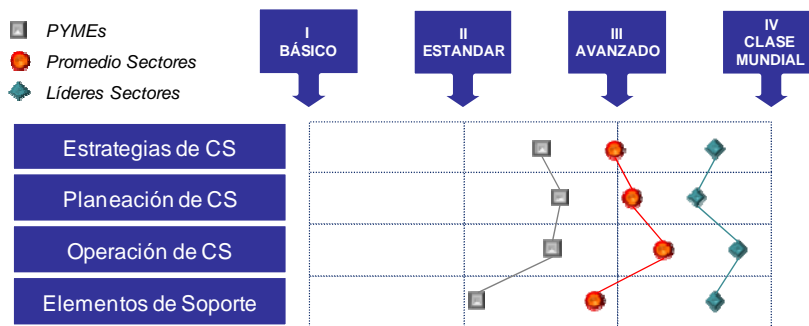 PYMEs
Promedio Sectores
Líderes Sectores
I
BÁSICO
II
ESTANDAR
III
AVANZADO
IV
CLASE
MUNDIAL
Estrategias de CS
Planeación de CS
Operación de CS
Elementos de Soporte